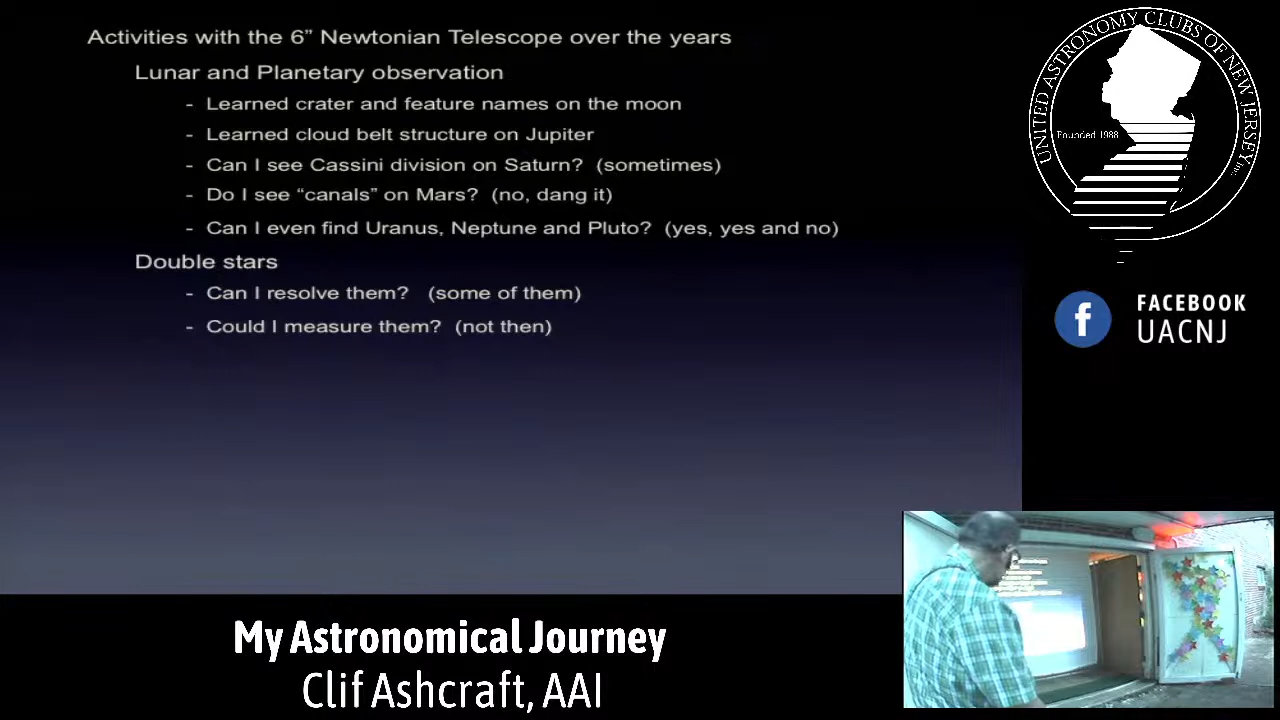 Activities with the 6” Newtonian Telescope over the years
Lunar and Planetary observation
- Learned crater and feature names on the moon
- Learned cloud belt structure on Jupiter
- Can I see Cassini division on Saturn? (sometimes)
- Do I see “canals” on Mars? (no, dang it)
- Can I even find Uranus, Neptune and Pluto? (yes, yes and no)
Double stars
- Can I resolve them? (some of them)
- Could I measure them? (not then)
UNITED ASTRONOMY CLUBS OF NEW JERSEY, Inc.
Founded 1988
f
FACEBOOK
UACNJ
My Astronomical Journey
Clif Ashcraft, AAI